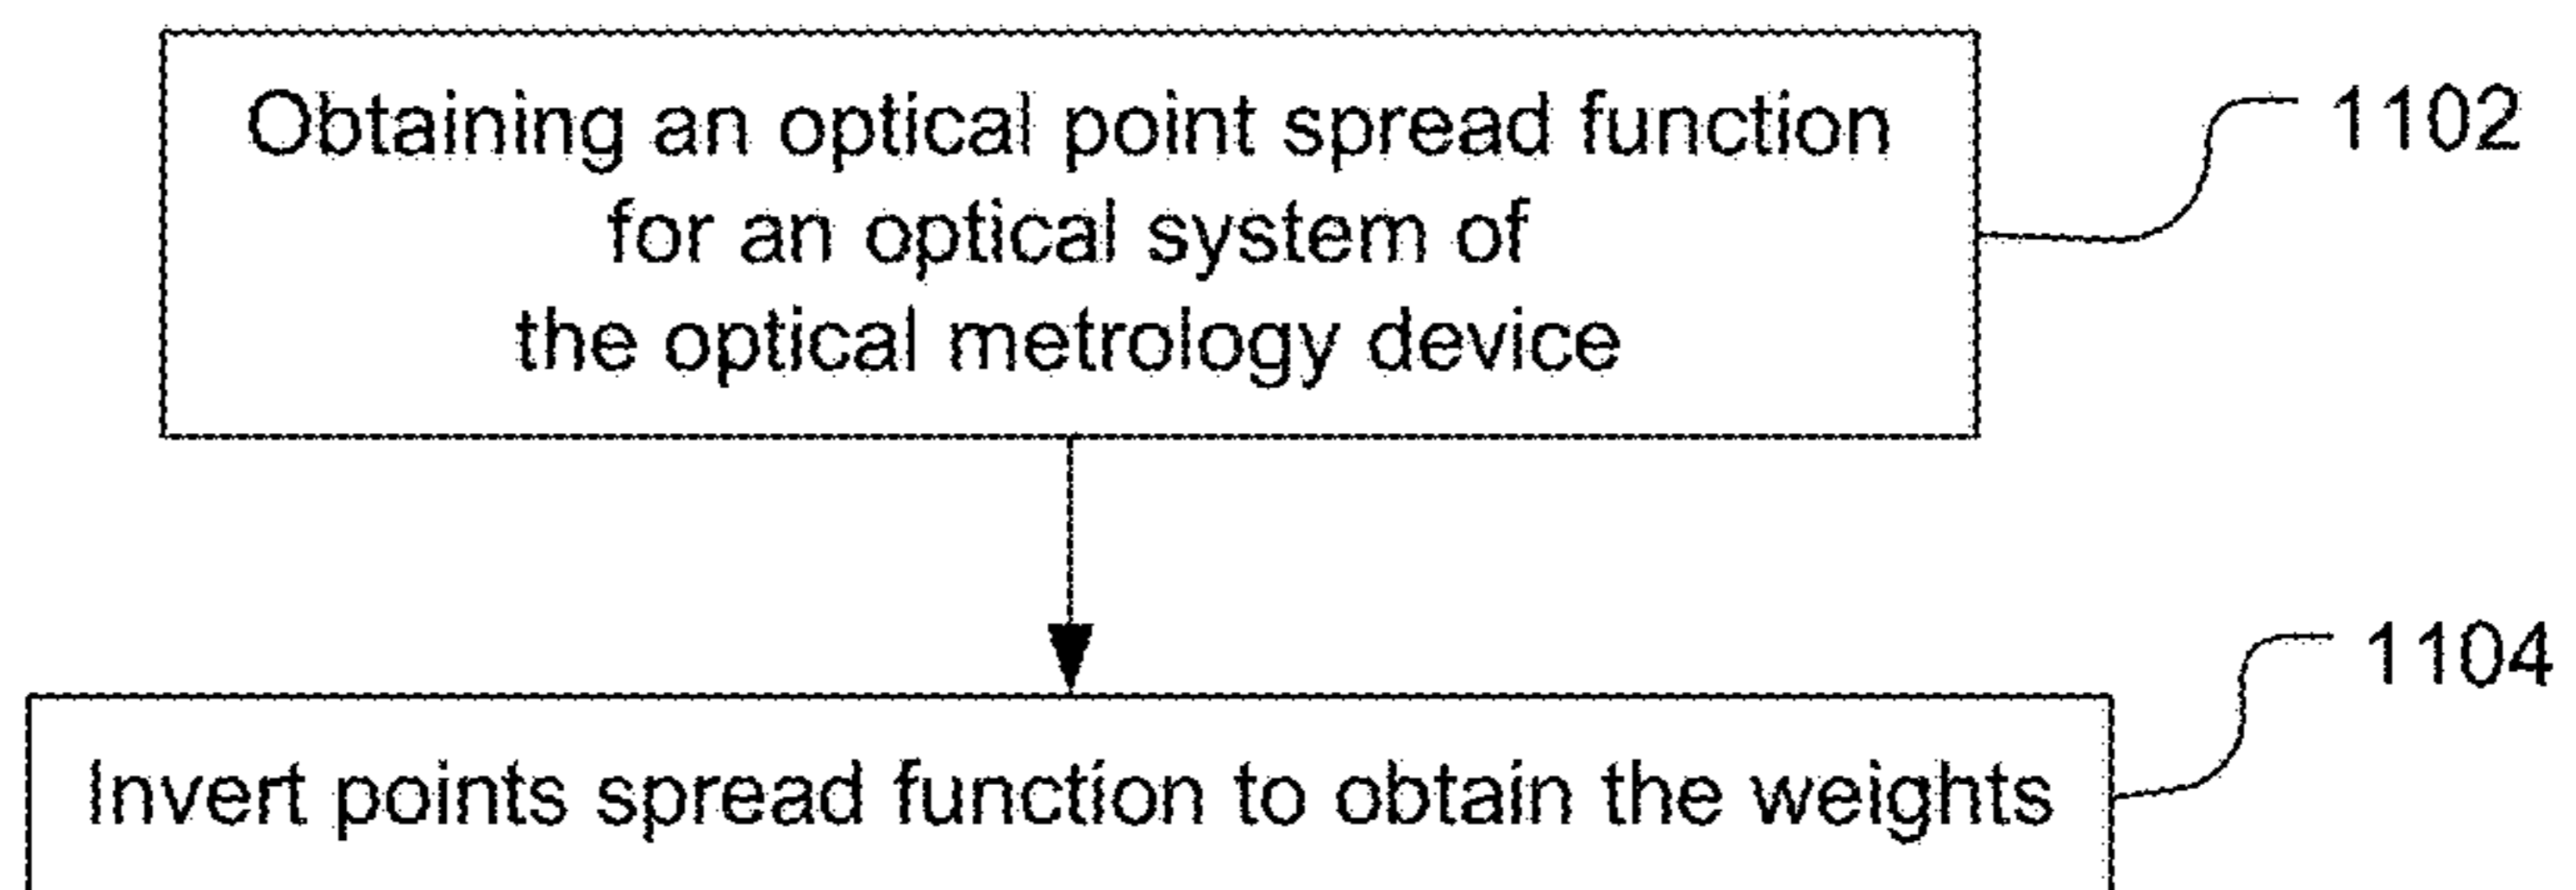 Obtaining an optical point spread function
for an optical system of
the optical metrology device
1102
Invert points spread function to obtain the weights
1104